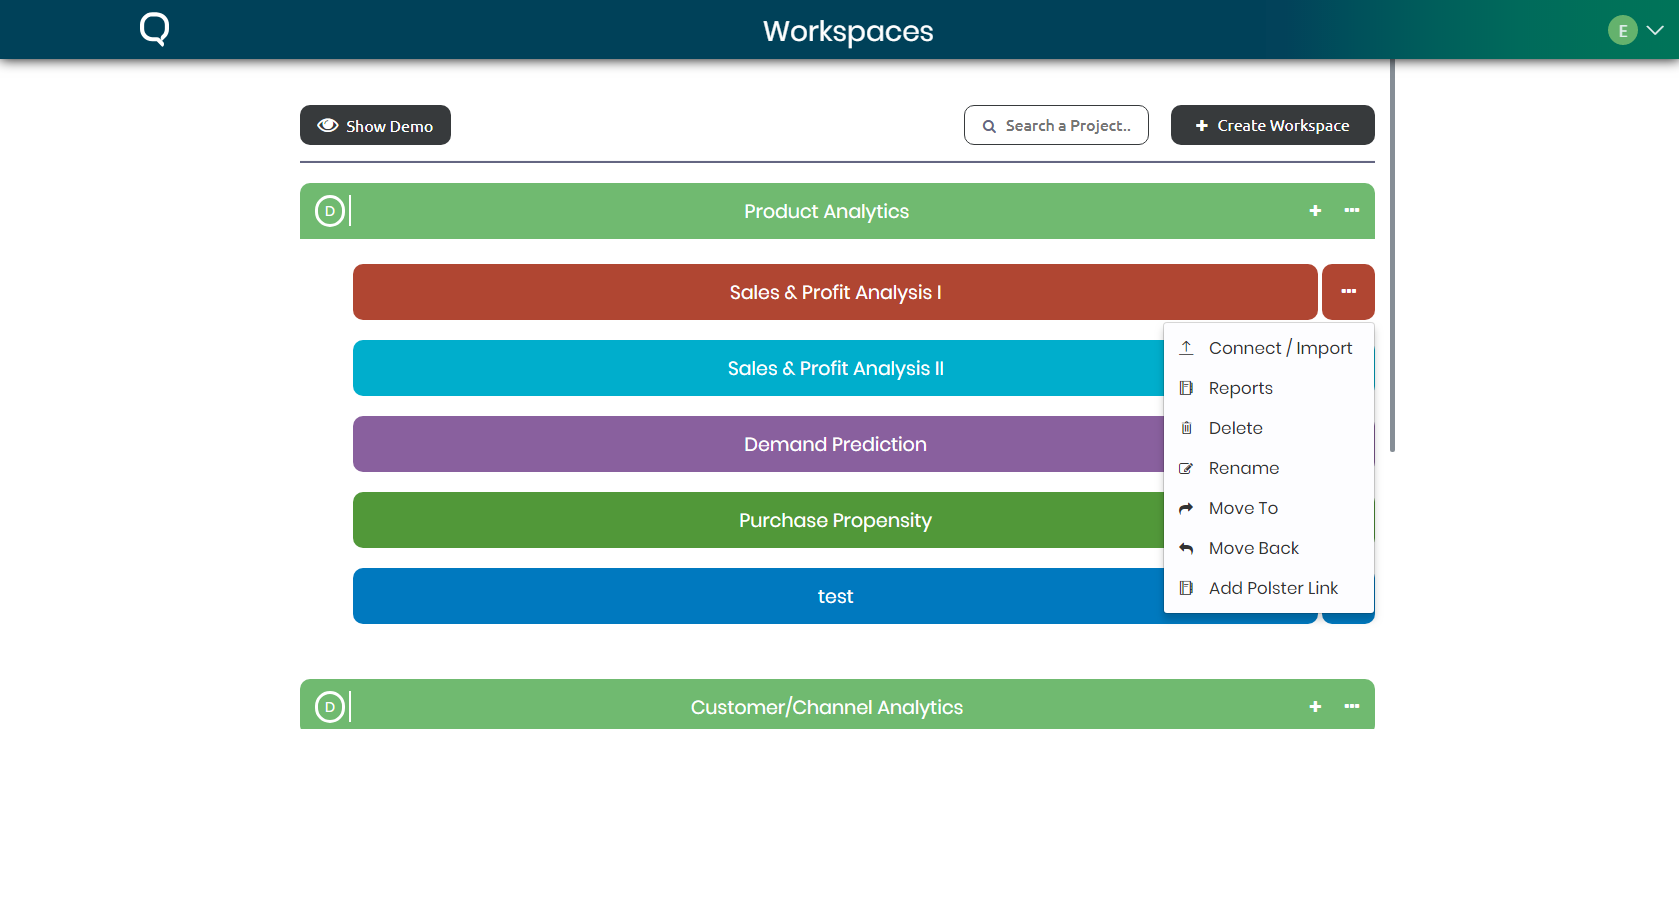 Q
Workspaces
E
Show Demo
Search a Project..
Create Workspace
D
Product Analytics
Sales & Profit Analysis I
Connect / Import
Sales & Profit Analysis II
Reports
Delete
Demand Prediction
Rename
Move To
Purchase Propensity
Move Back
Add Polster Link
test
D
Customer/Channel Analytics